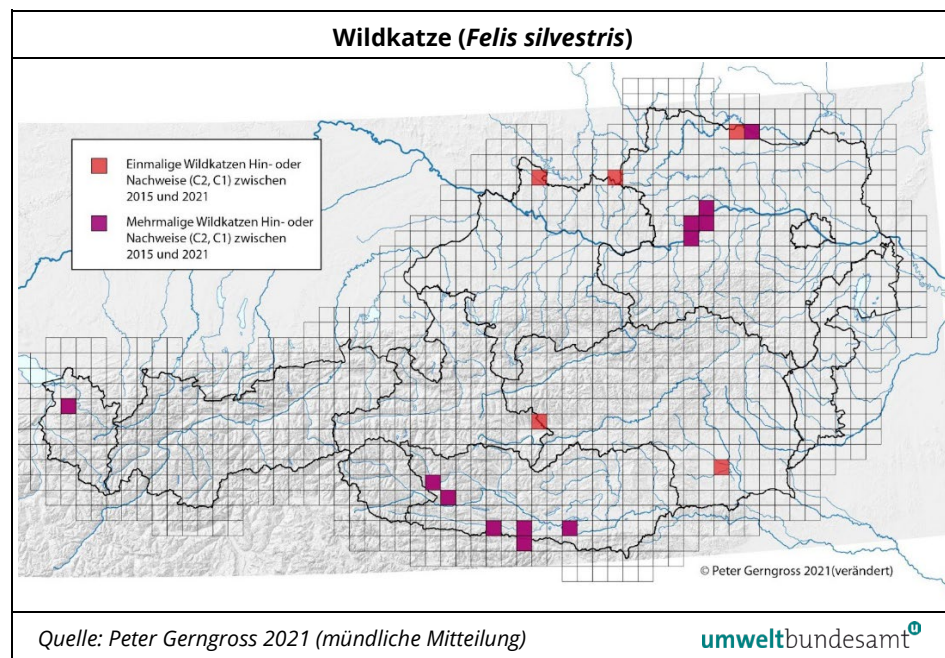 Wildkatze (Felis silvestris)
Einmalige Wildkatzen Hin- oder
Nachweise (C2, C1) zwischen
2015 und 2021
Mehrmalige Wildkatzen Hin- oder
Nachweise (C2, C1) zwischen
2015 und 2021
© Peter Gerngross 2021(verändert)
Quelle: Peter Gerngross 2021 (mündliche Mitteilung)
umweltbundesamt u